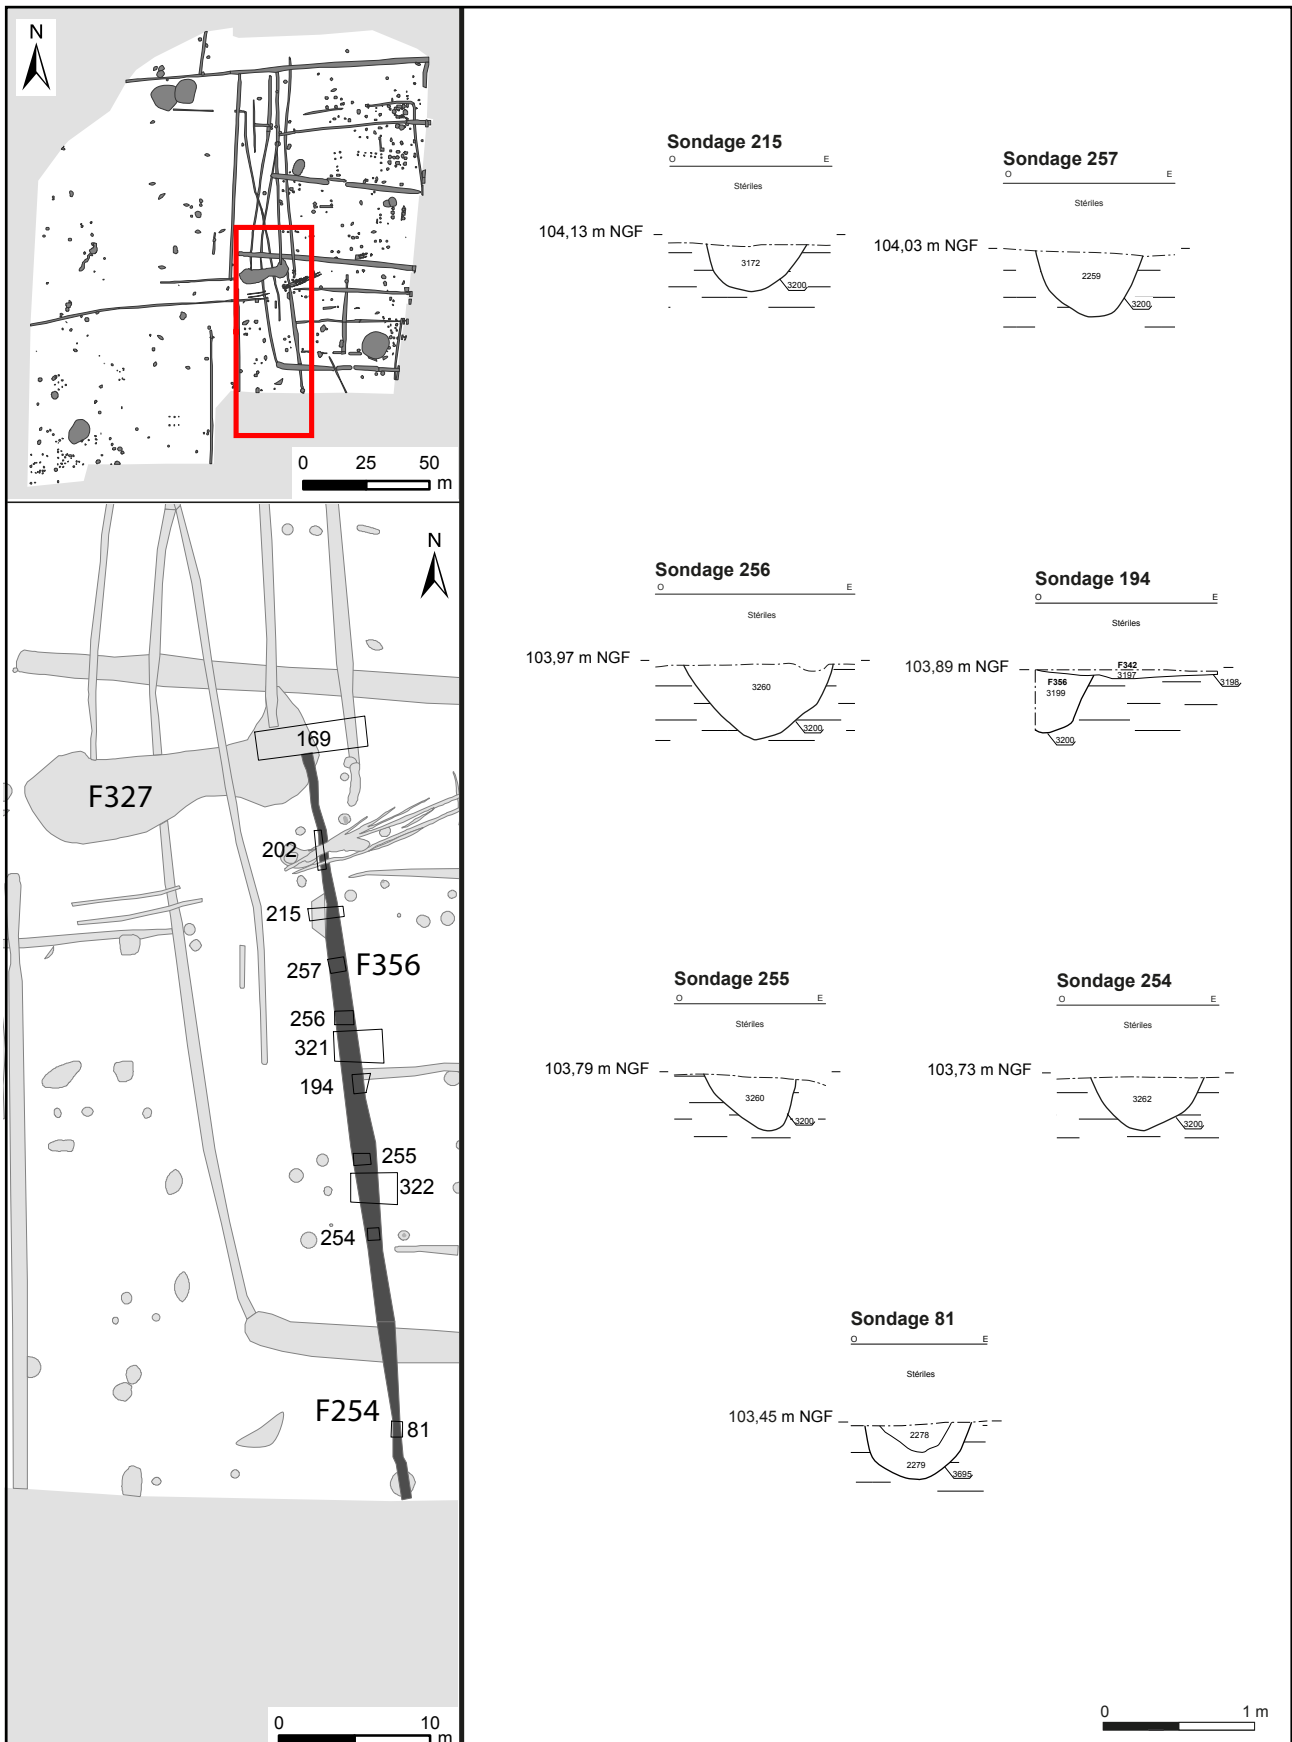 N
0 25 50
m
N
169
F327
202
215
257 F356
256
321
194
255
322
254
F254
81
0 10
m
Sondage 215
O E
Stériles
104,13 m NGF
3172
3200
Sondage 257
O E
Stériles
104,03 m NGF
2259
3200
Sondage 256
O E
Stériles
103,97 m NGF
3260
3200
Sondage 194
O E
Stériles
103,89 m NGF
F342
3197
F356
3199
3198
3200
Sondage 255
O E
Stériles
103,79 m NGF
3260
3200
Sondage 254
O E
Stériles
103,73 m NGF
3262
3200
Sondage 81
O E
Stériles
103,45 m NGF
2278
2279
3695
0 1 m